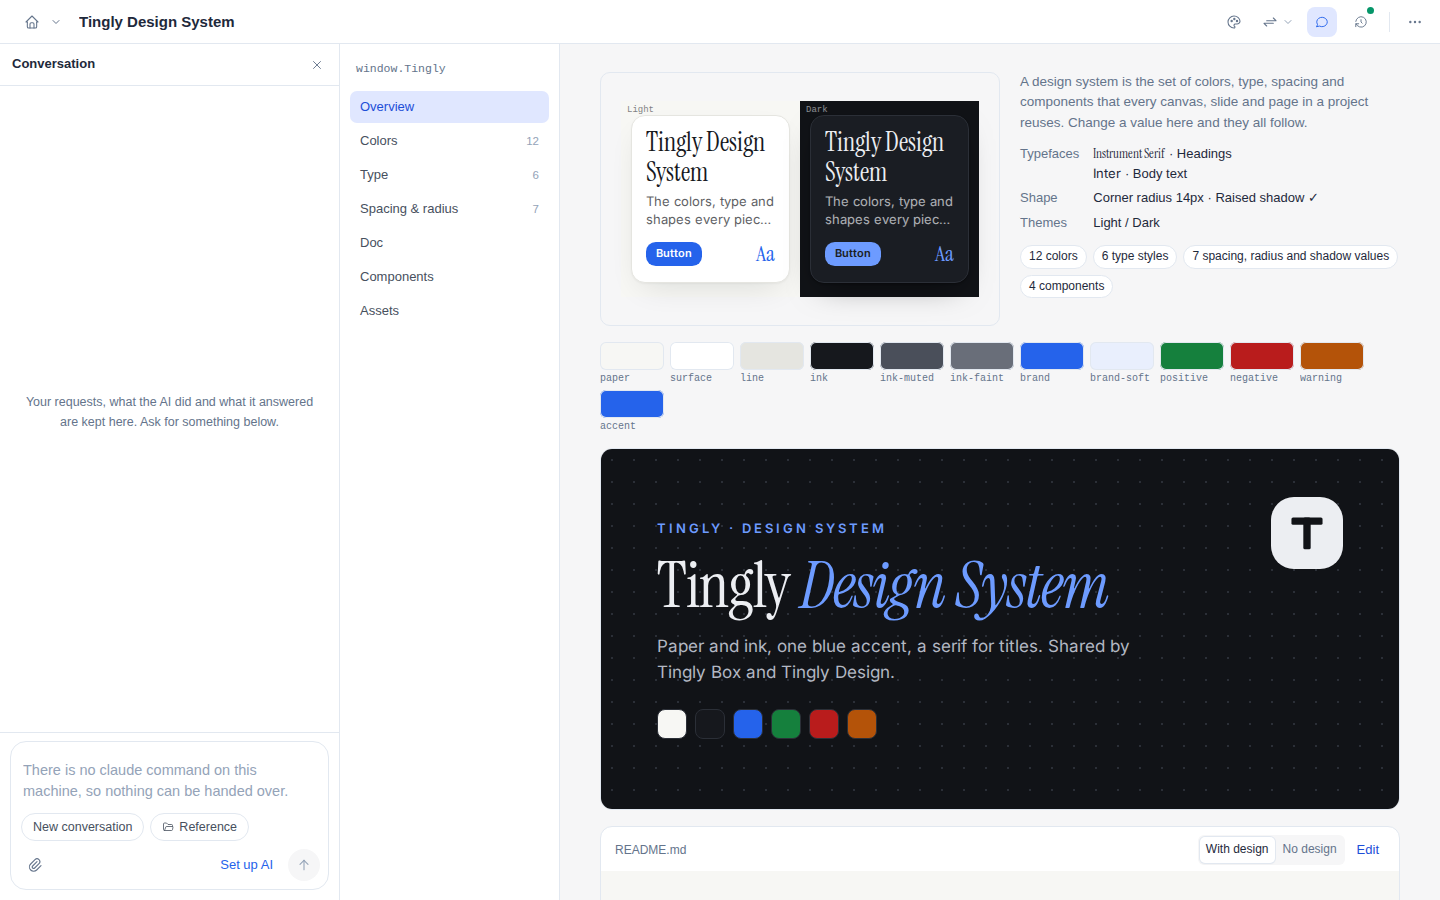 Tingly Design System
Conversation
window.Tingly
Overview
Colors 12
Type 6
Spacing & radius 7
Doc
Components
Assets
Your requests, what the AI did and what it answered
are kept here. Ask for something below.
There is no claude command on this
machine, so nothing can be handed over.
New conversation
Reference
Set up AI
Light
Tingly Design
System
The colors, type and
shapes every piec...
Button
Aa
Dark
Tingly Design
System
The colors, type and
shapes every piec...
Button
Aa
A design system is the set of colors, type, spacing and
components that every canvas, slide and page in a project
reuses. Change a value here and they all follow.
Typefaces Instrument Serif · Headings
Inter · Body text
Shape Corner radius 14px · Raised shadow ✓
Themes Light / Dark
12 colors 6 type styles 7 spacing, radius and shadow values
4 components
paper surface line ink ink-muted ink-faint brand brand-soft positive negative warning
accent
TINGLY · DESIGN SYSTEM
T
Tingly Design System
Paper and ink, one blue accent, a serif for titles. Shared by
Tingly Box and Tingly Design.
README.md With design No design Edit